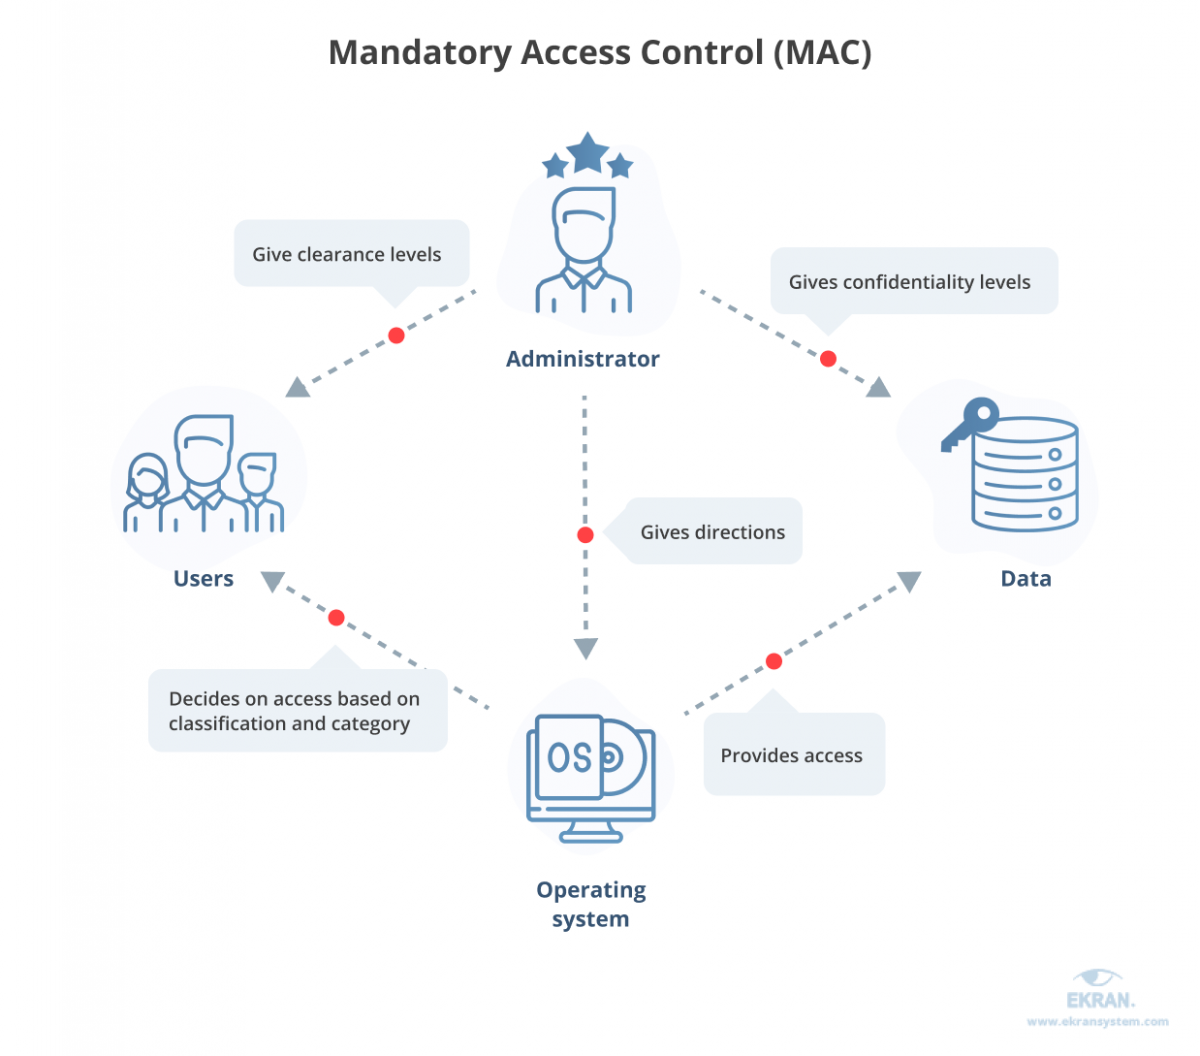 Mandatory Access Control (MAC)
Give clearance levels
Gives confidentiality levels
Administrator
Gives directions
Users
Data
Decides on access based on
classification and category
Provides access
OS
Operating
system
EKRAN.
www.ekransystem.com